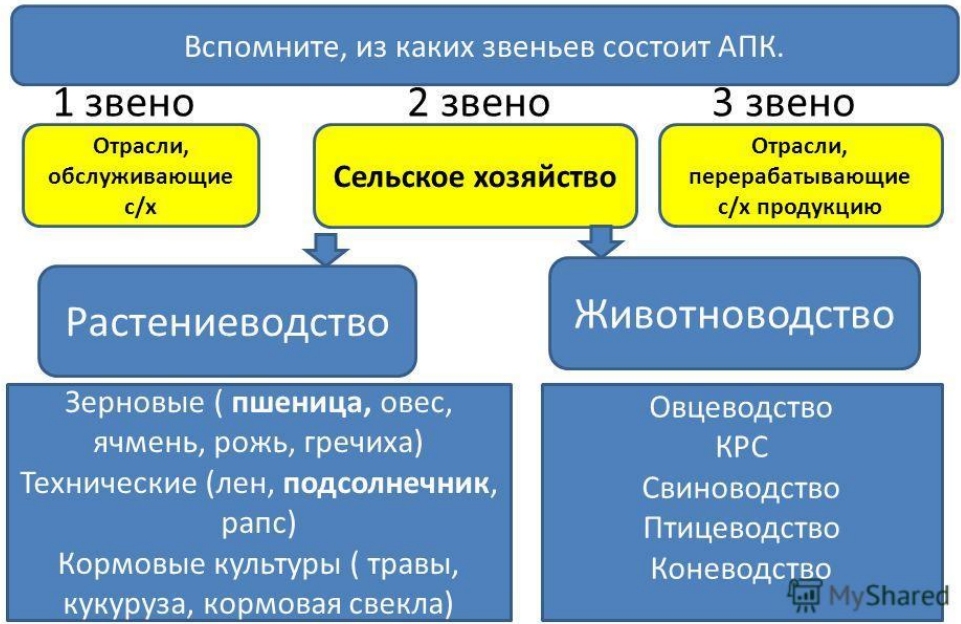 Вспомните, из каких звеньев состоит АПК.
1 звено
2 звено
3 звено
Отрасли,
обслуживающие
с/х
Сельское хозяйство
Отрасли,
перерабатывающие
с/х продукцию
Растениеводство
Животноводство
Зерновые ( пшеница, овес,
ячмень, рожь, гречиха)
Технические (лен, подсолнечник,
рапс)
Кормовые культуры ( травы,
кукуруза, кормовая свекла)
Овцеводство
КРС
Свиноводство
Птицеводство
Коневодство
MyShared